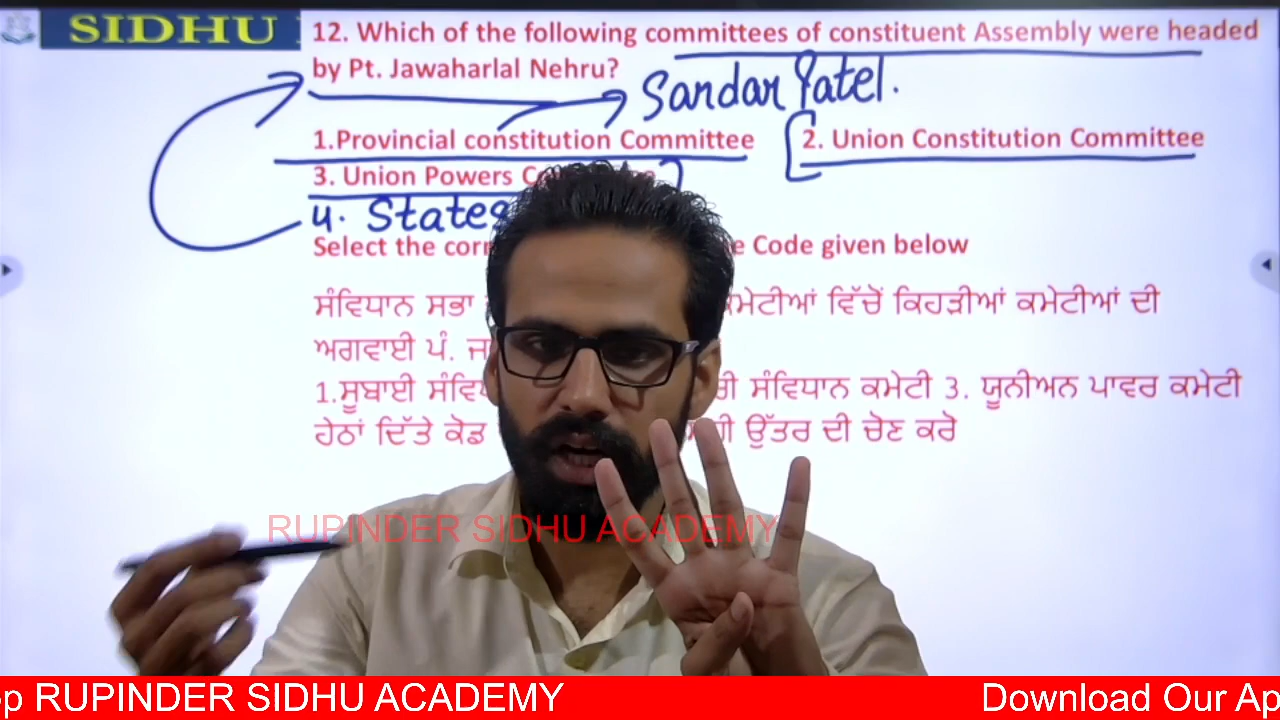 SIDHU
12. Which of the following committees of constituent Assembly were headed
by Pt. Jawaharlal Nehru?
Sardar Patel.
1.Provincial constitution Committee 2. Union Constitution Committee
3. Union Powers
4. States
Select the Code given below
ਸੰਵਿਧਾਨ ਸਭਾ ਕਮੇਟੀਆਂ ਵਿੱਚੋਂ ਕਿਹੜੀਆਂ ਕਮੇਟੀਆਂ ਦੀ
ਅਗਵਾਈ ਪੰ.
1.ਸੂਬਾਈ ਸੰਵਿਧਾਨ ਕਮੇਟੀ 3. ਯੂਨੀਅਨ ਪਾਵਰ ਕਮੇਟੀ
ਹੇਠਾਂ ਦਿੱਤੇ ਕੋਡ ਉੱਤਰ ਦੀ ਚੋਣ ਕਰੋ
RUPINDER SIDHU ACADEMY
RUPINDER SIDHU ACADEMY Download Our